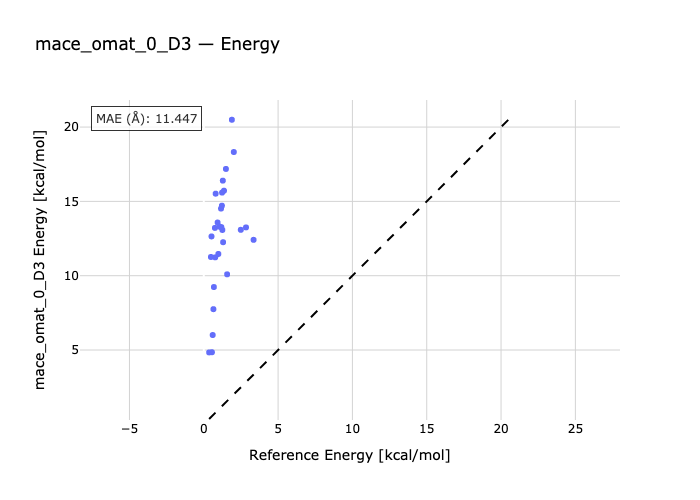 mace_omat_0_D3 — Energy
MAE (Å): 11.447
mace_omat_0_D3 Energy [kcal/mol]
20
15
10
5
−5
0
5
10
15
20
25
Reference Energy [kcal/mol]